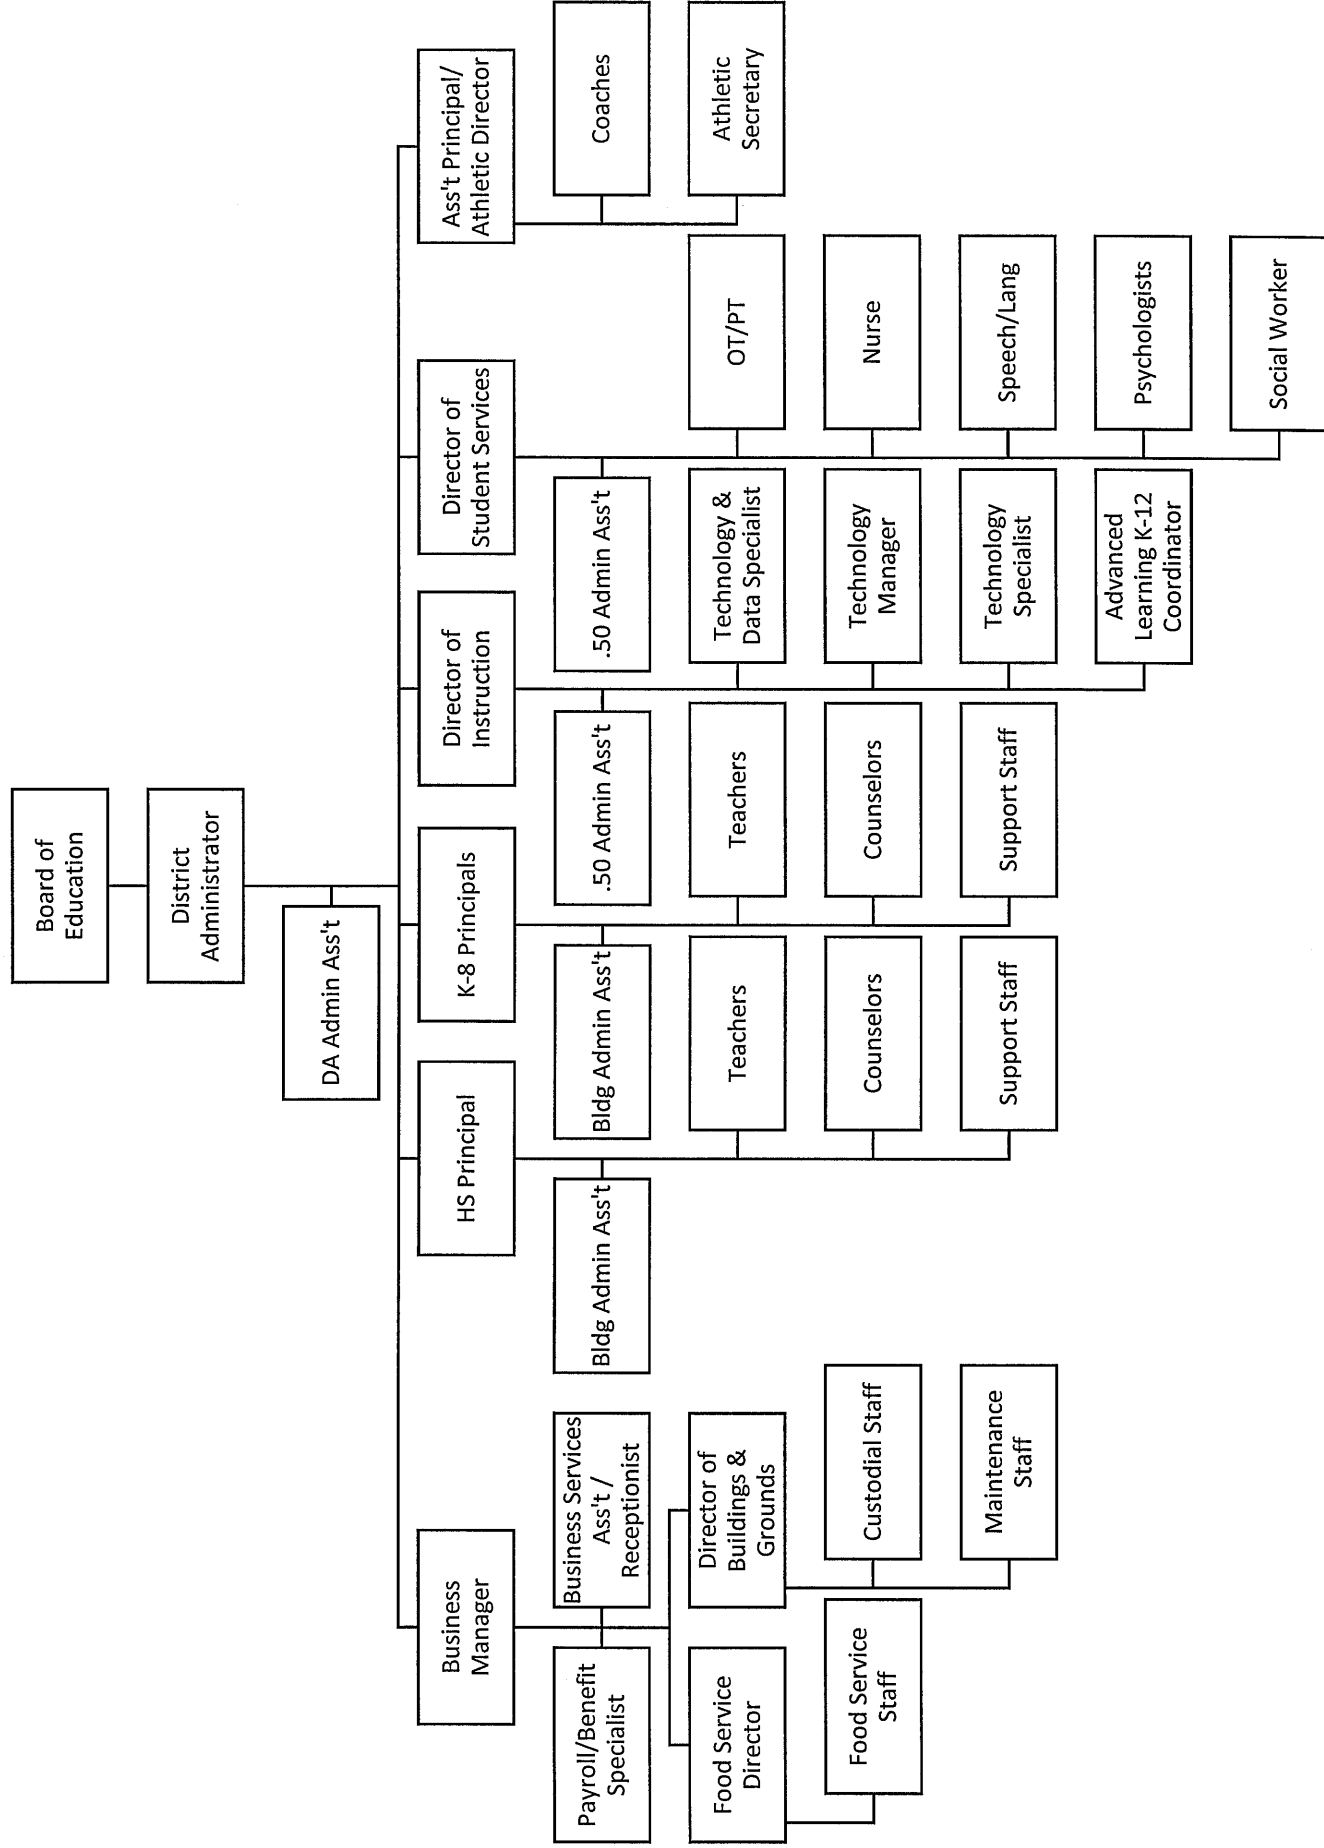 Board of
Education
District
Administrator
DA Admin Ass't
Business
Manager
Payroll/Benefit
Specialist
Business Services
Ass't /
Receptionist
Food Service
Director
Food Service
Staff
Director of
Buildings &
Grounds
Custodial Staff
Maintenance
Staff
HS Principal
Bldg Admin Ass't
Teachers
Counselors
Support Staff
K-8 Principals
Bldg Admin Ass't
Teachers
Counselors
Support Staff
Director of
Instruction
.50 Admin Ass't
Technology &
Data Specialist
Technology
Manager
Technology
Specialist
Advanced
Learning K-12
Coordinator
Director of
Student Services
.50 Admin Ass't
OT/PT
Nurse
Speech/Lang
Psychologists
Social Worker
Ass't Principal/
Athletic Director
Coaches
Athletic
Secretary